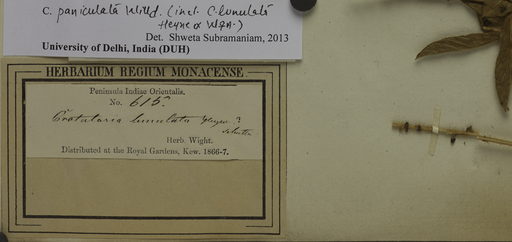 C. paniculata Willd. (incl. C. lunulata
Heyne ex W&A.)
Det. Shweta Subramaniam, 2013
University of Delhi, India (DUH)
HERBARIUM REGIUM MONACENSE
Peninsula Indiae Orientalis.
No. 615
Crotalaria lunulata Heyne?
Herb. Wight.
Distributed at the Royal Gardens, Kew. 1866-7.